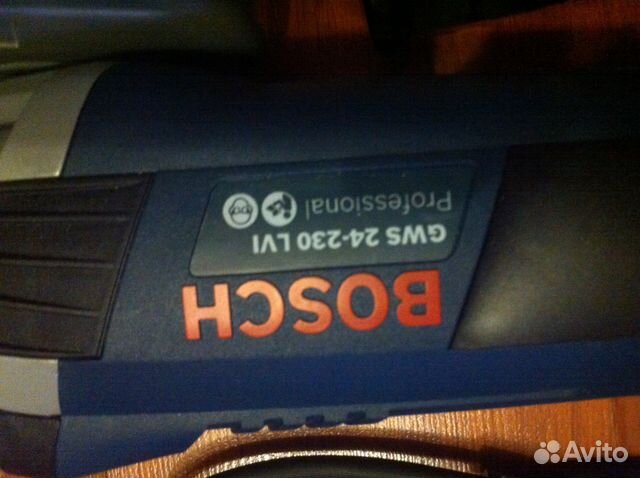 BOSCH
GWS 24-230 LVI
Professional
Avito